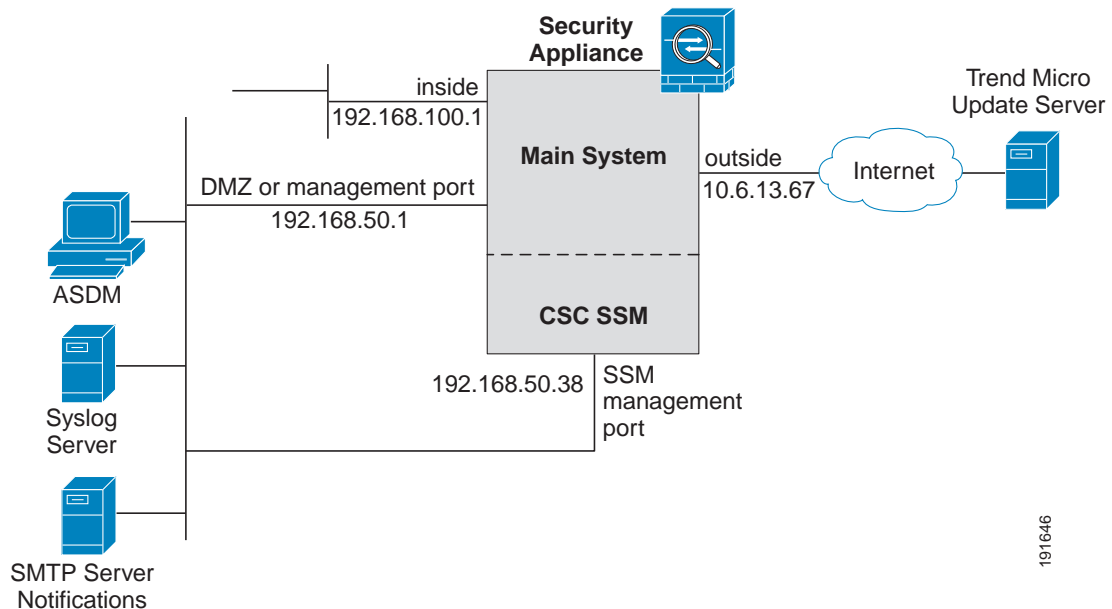 Security
Appliance
inside
192.168.100.1
Trend Micro
Update Server
Main System
outside
10.6.13.67
Internet
DMZ or management port
192.168.50.1
ASDM
CSC SSM
192.168.50.38
SSM
management
port
Syslog
Server
SMTP Server
Notifications
191646